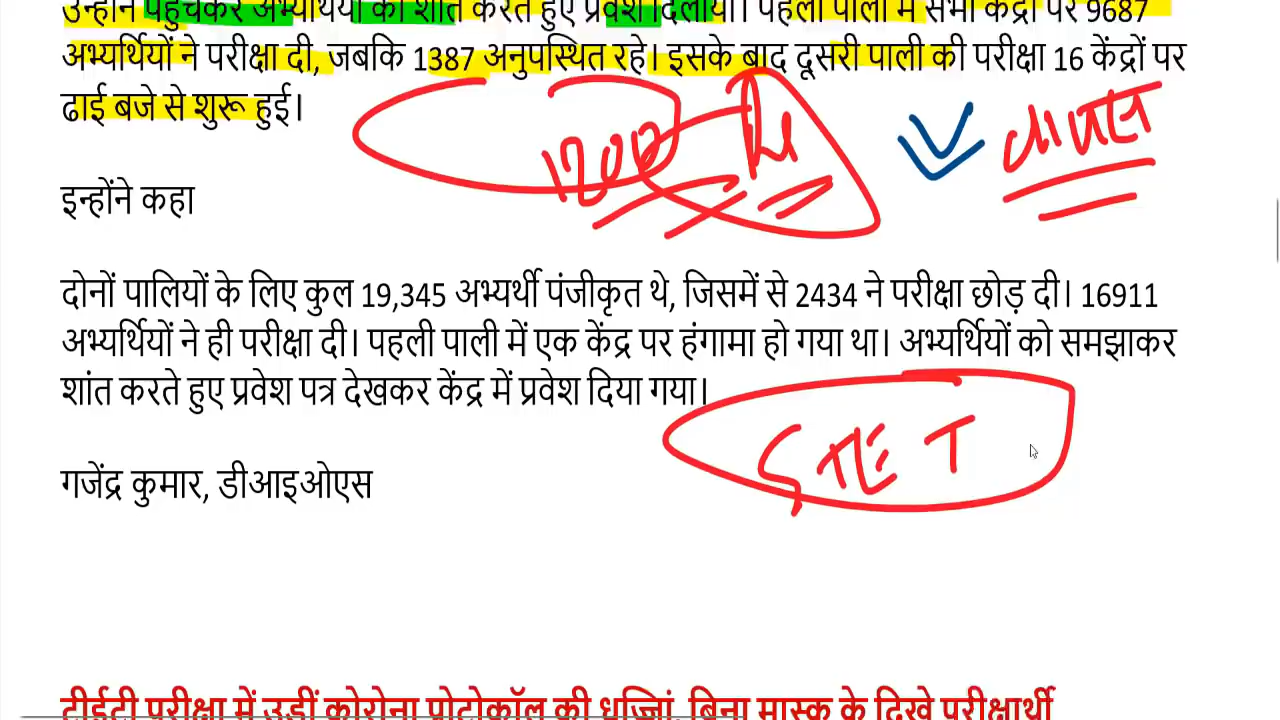 उन्होंने पहुंचकर अभ्यर्थियों को शांत करते हुए प्रवेश दिलाया। पहली पाली में सभी केंद्रों पर 9687
अभ्यर्थियों ने परीक्षा दी, जबकि 1387 अनुपस्थित रहे। इसके बाद दूसरी पाली की परीक्षा 16 केंद्रों पर
ढाई बजे से शुरू हुई।
1200
इन्होंने कहा
दोनों पालियों के लिए कुल 19,345 अभ्यर्थी पंजीकृत थे, जिसमें से 2434 ने परीक्षा छोड़ दी। 16911
अभ्यर्थियों ने ही परीक्षा दी। पहली पाली में एक केंद्र पर हंगामा हो गया था। अभ्यर्थियों को समझाकर
शांत करते हुए प्रवेश पत्र देखकर केंद्र में प्रवेश दिया गया।
STET
गजेंद्र कुमार, डीआइओएस
टीईटी परीक्षा में उड़ीं कोरोना प्रोटोकॉल की धज्जियां, बिना मास्क के दिखे परीक्षार्थी